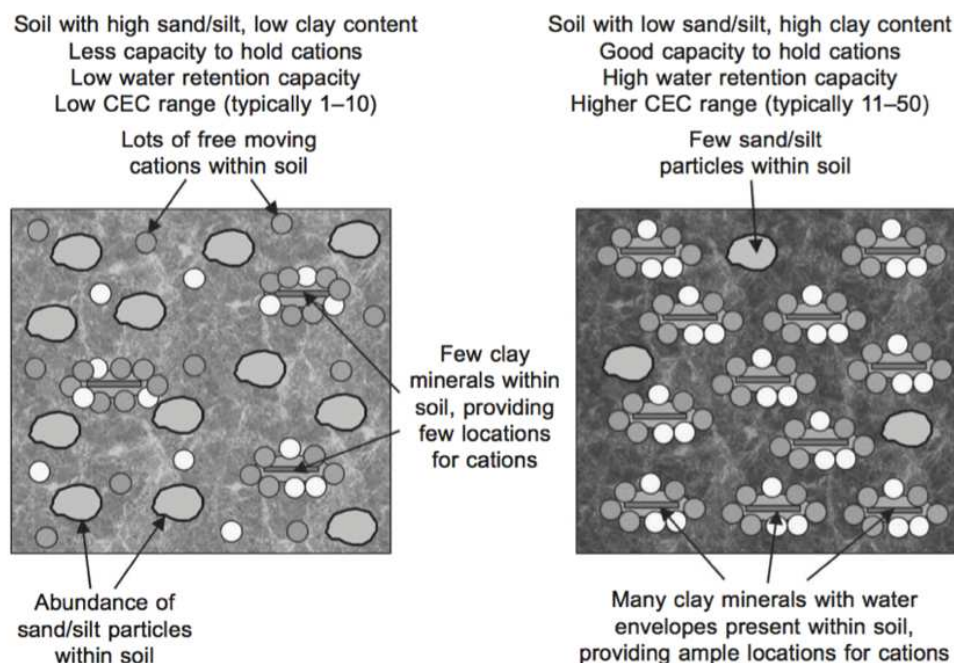 Soil with high sand/silt, low clay content
Less capacity to hold cations
Low water retention capacity
Low CEC range (typically 1–10)
Lots of free moving
cations within soil
Few clay
minerals within
soil, providing
few locations
for cations
Abundance of
sand/silt particles
within soil
Soil with low sand/silt, high clay content
Good capacity to hold cations
High water retention capacity
Higher CEC range (typically 11–50)
Few sand/silt
particles within soil
Many clay minerals with water
envelopes present within soil,
providing ample locations for cations